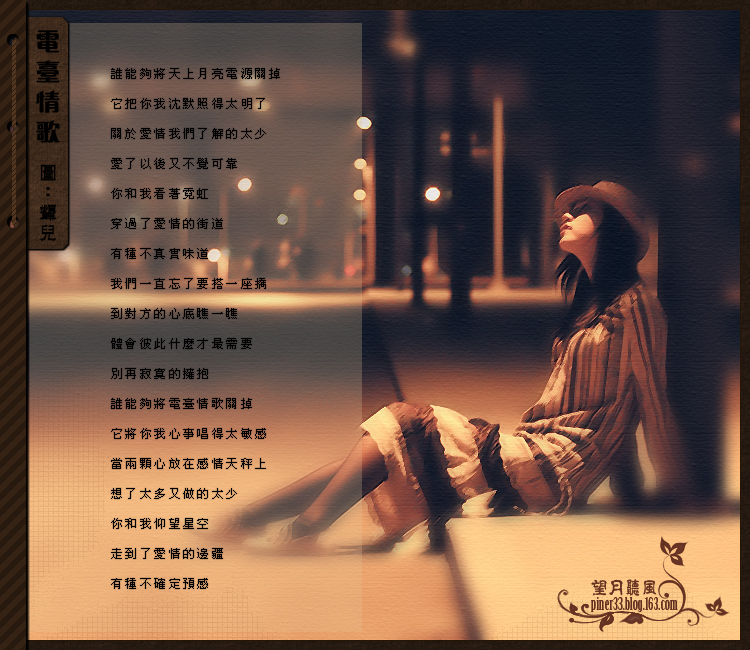 電臺情歌
圖：蟬兒
誰能夠將天上月亮電源關掉
它把你我沈默照得太明了
關於愛情我們了解的太少
愛了以後又不覺可靠
你和我看著霓虹
穿過了愛情的街道
有種不真實味道
我們一直忘了要搭一座橋
到對方的心底瞧一瞧
體會彼此什麼才最需要
別再寂寞的擁抱
誰能夠將電臺情歌關掉
它將你我心事唱得太敏感
當兩顆心放在感情天秤上
想了太多又做的太少
你和我仰望星空
走到了愛情的邊疆
有種不確定預感
望月聽風
piner33.blog.163.com